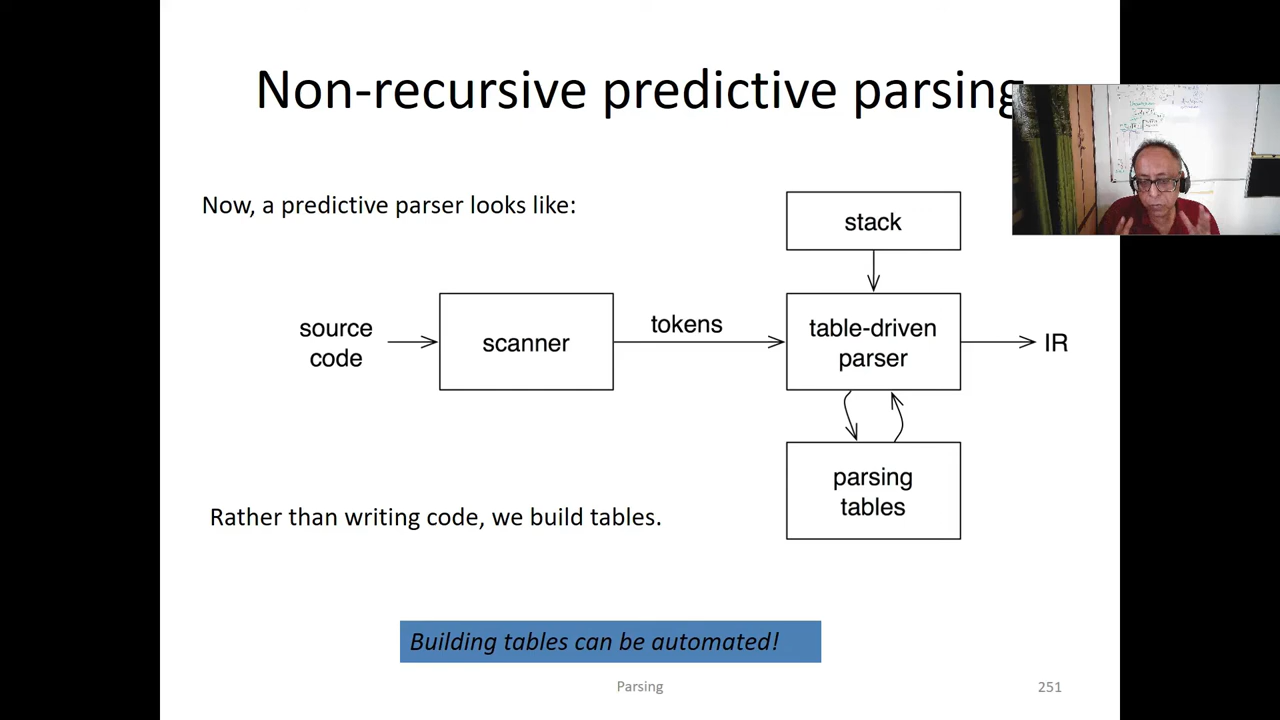 Non-recursive predictive parsing
Now, a predictive parser looks like:
stack
source
code
scanner
tokens
table-driven
parser
IR
parsing
tables
Rather than writing code, we build tables.
Building tables can be automated!
Parsing
251